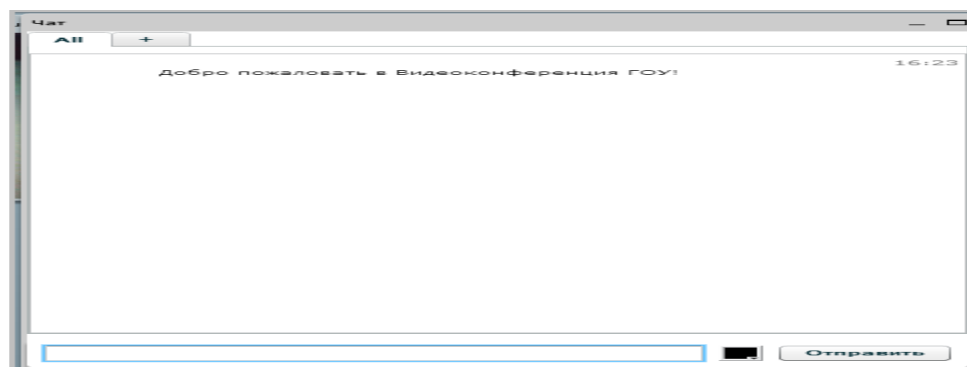 Чат
All +
16:23
Добро пожаловать в Видеоконференция ГОУ!
Отправить